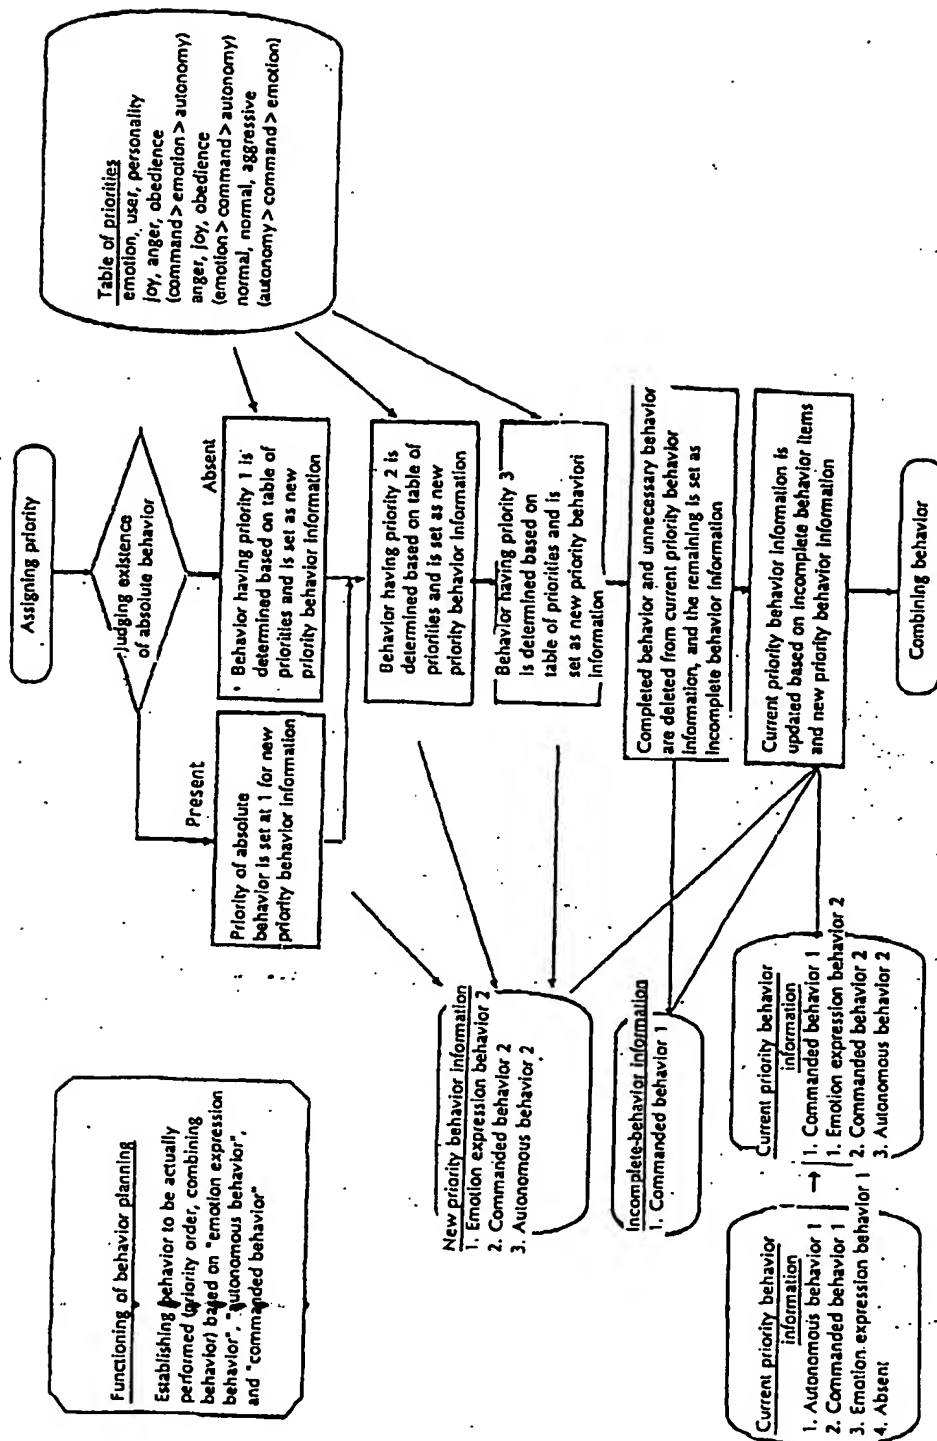 Functioning of behavior planning
Establishing behavior to be actually
performed (priority order, combining
behavior) based on "emotion expression
behavior", "autonomous behavior",
and "commanded behavior"
Assigning priority
Judging existence
of absolute behavior
Present
Absent
Priority of absolute
behavior is set at 1 for new
priority behavior information
Behavior having priority 1 is
determined based on table of
priorities and is set as new
priority behavior information
Table of priorities
emotion, user, personality
joy, anger, obedience
(command > emotion > autonomy)
anger, joy, obedience
(emotion > command > autonomy)
normal, normal, aggressive
(autonomy > command > emotion)
Behavior having priority 2 is
determined based on table of
priorities and is set as new
priority behavior information
Behavior having priority 3
is determined based on
table of priorities and is
set as new priority behaviori
information
New priority behavior information
1. Emotion expression behavior 2
2. Commanded behavior 2
3. Autonomous behavior 2
Completed behavior and unnecessary behavior
are deleted from current priority behavior
information, and the remaining is set as
incomplete behavior information
Incomplete-behavior information
1. Commanded behavior 1
Current priority behavior information is
updated based on incomplete behavior items
and new priority behavior information
Current priority behavior
information
1. Autonomous behavior 1
2. Commanded behavior 1
3. Emotion expression behavior 1
4. Absent
→
Current priority behavior
information
1. Commanded behavior 1
1. Emotion expression behavior 2
2. Commanded behavior 2
3. Autonomous behavior 2
Combining behavior